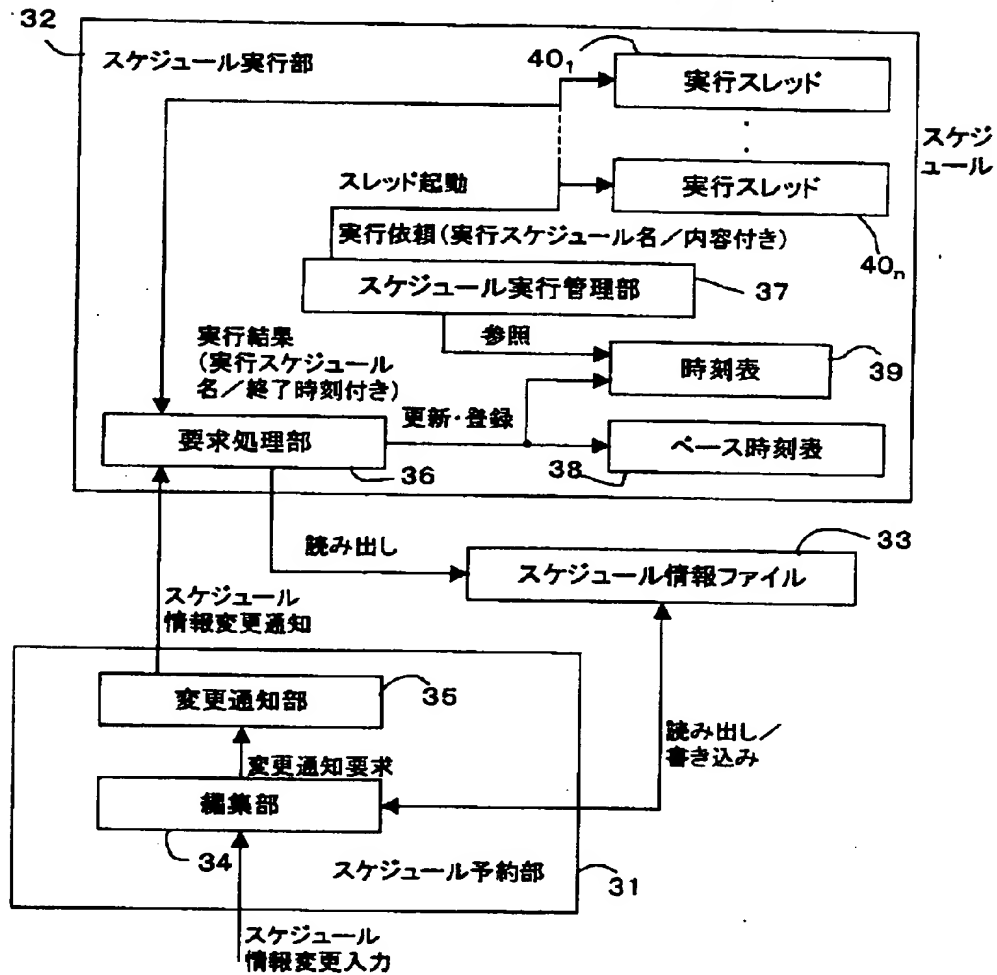 32
スケジュール実行部
40₁
実行スレッド
スケジ
ュール
スレッド起動
実行スレッド
実行依頼(実行スケジュール名／内容付き)
40ₙ
スケジュール実行管理部
37
実行結果
(実行スケジュール
名／終了時刻付き)
参照
時刻表
39
更新・登録
要求処理部
36
38
ベース時刻表
読み出し
33
スケジュール情報ファイル
スケジュール
情報変更通知
変更通知部
35
変更通知要求
読み出し／
書き込み
編集部
34
スケジュール予約部
31
スケジュール
情報変更入力